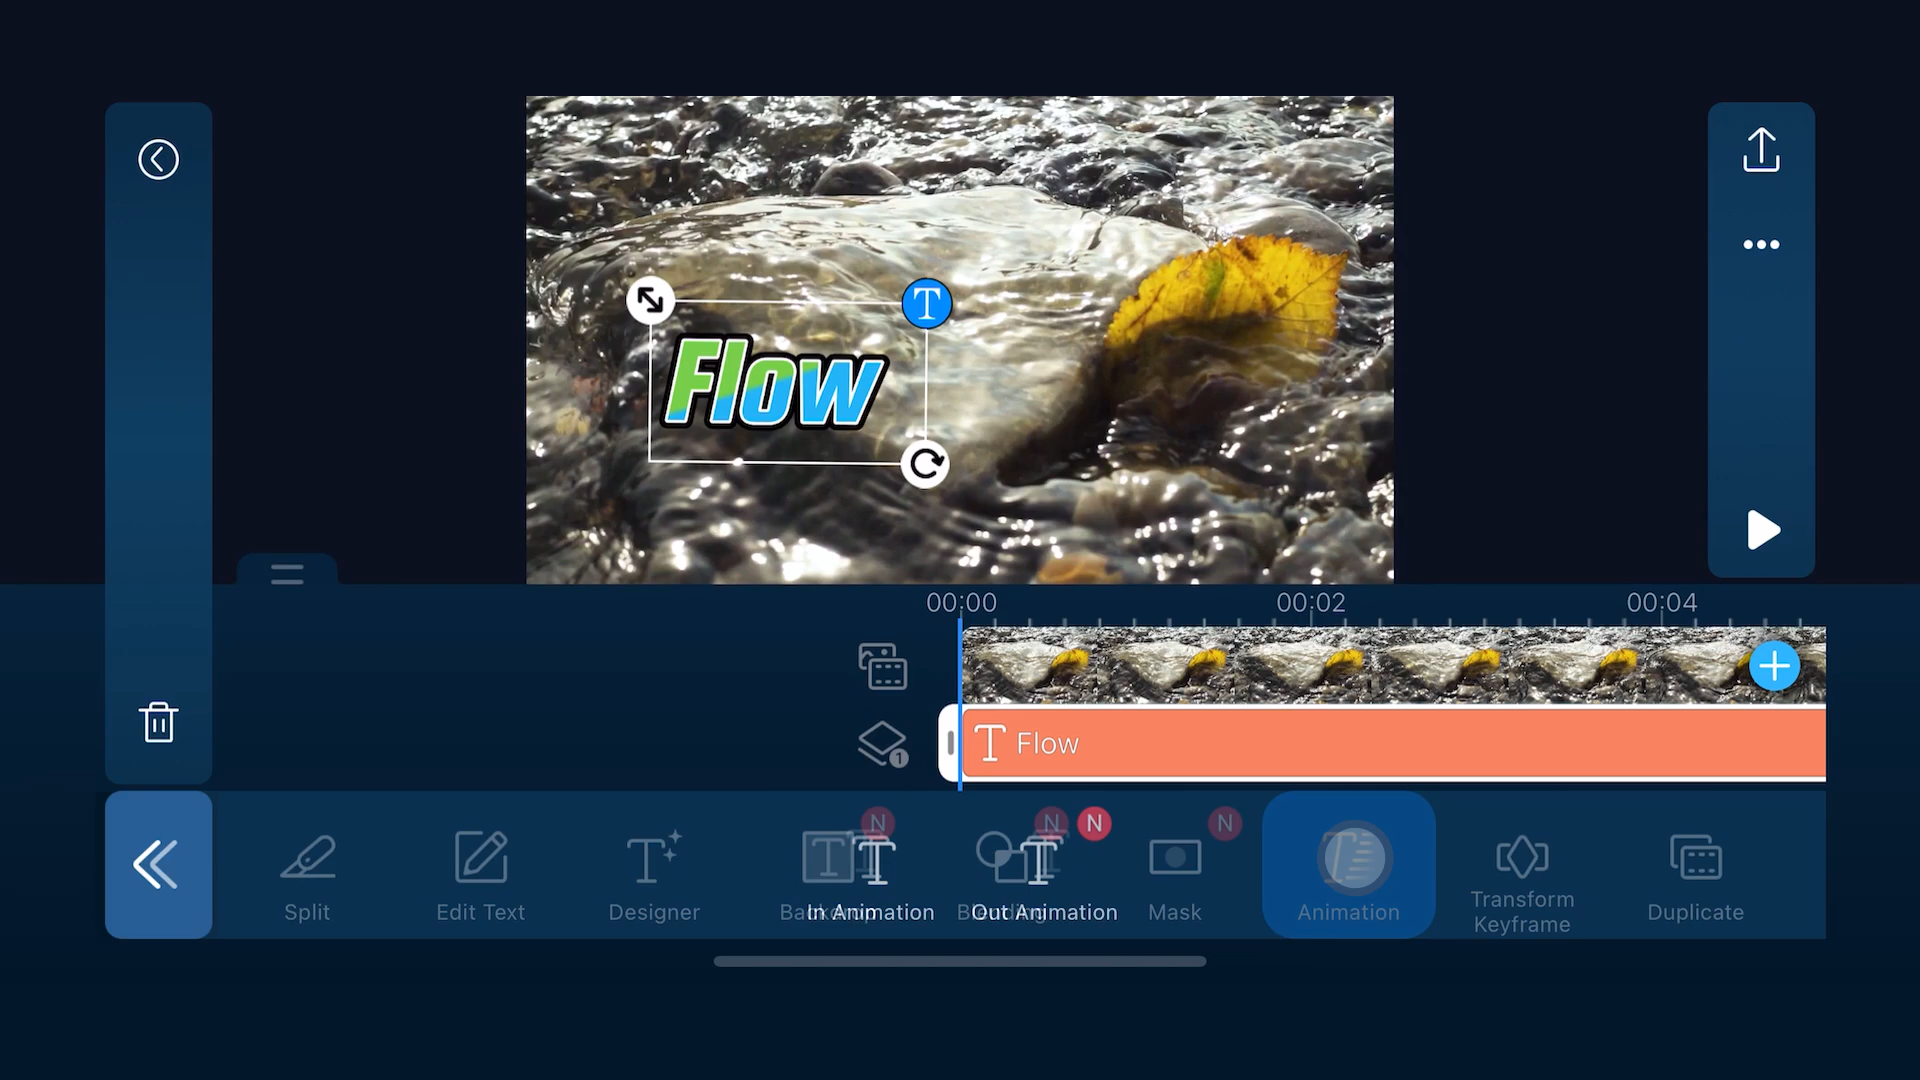 T
Flow
00:00
00:02
00:04
1
T Flow
N
N
N
N
Split
Edit Text
Designer
In Animation
Out Animation
Mask
Animation
Transform
Keyframe
Duplicate